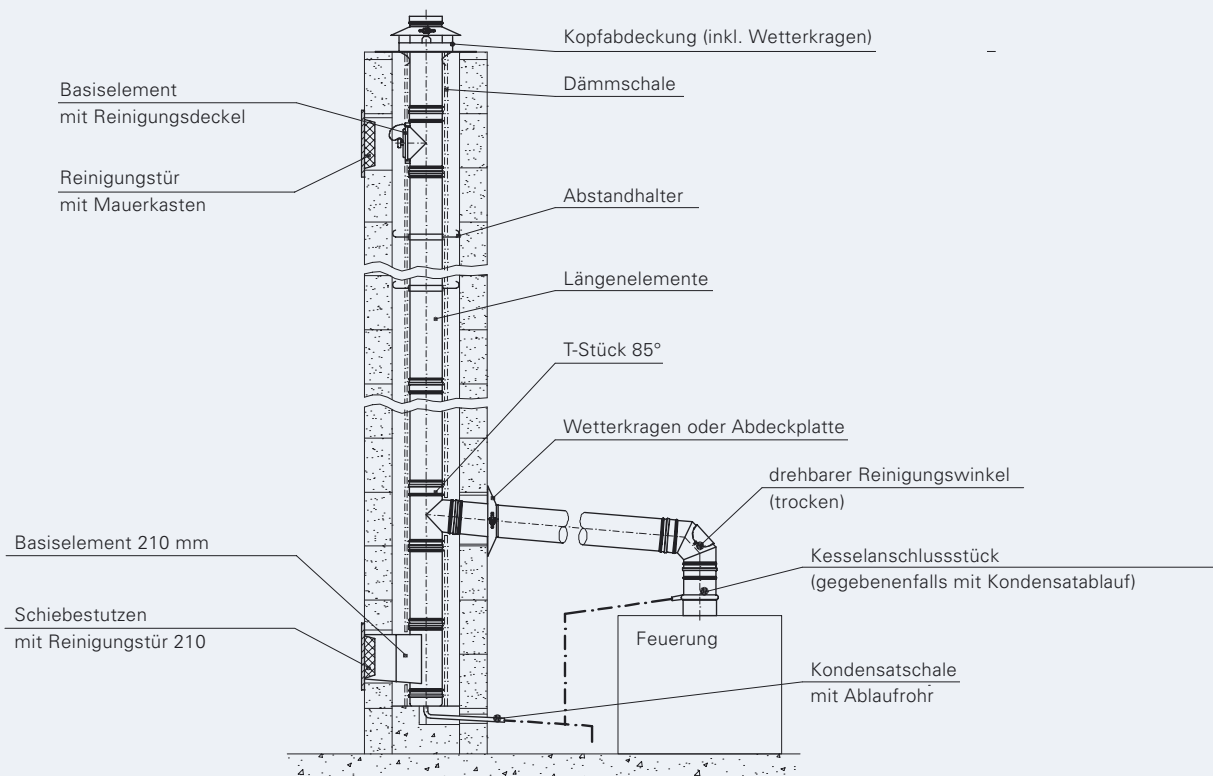 Kopfabdeckung (inkl. Wetterkragen)
Dämmschale
Basiselement
mit Reinigungsdeckel
Reinigungstür
mit Mauerkasten
Abstandhalter
Längenelemente
T-Stück 85°
Wetterkragen oder Abdeckplatte
drehbarer Reinigungswinkel
(trocken)
Basiselement 210 mm
Kesselanschlussstück
(gegebenenfalls mit Kondensatablauf)
Schiebestutzen
mit Reinigungstür 210
Feuerung
Kondensatschale
mit Ablaufrohr